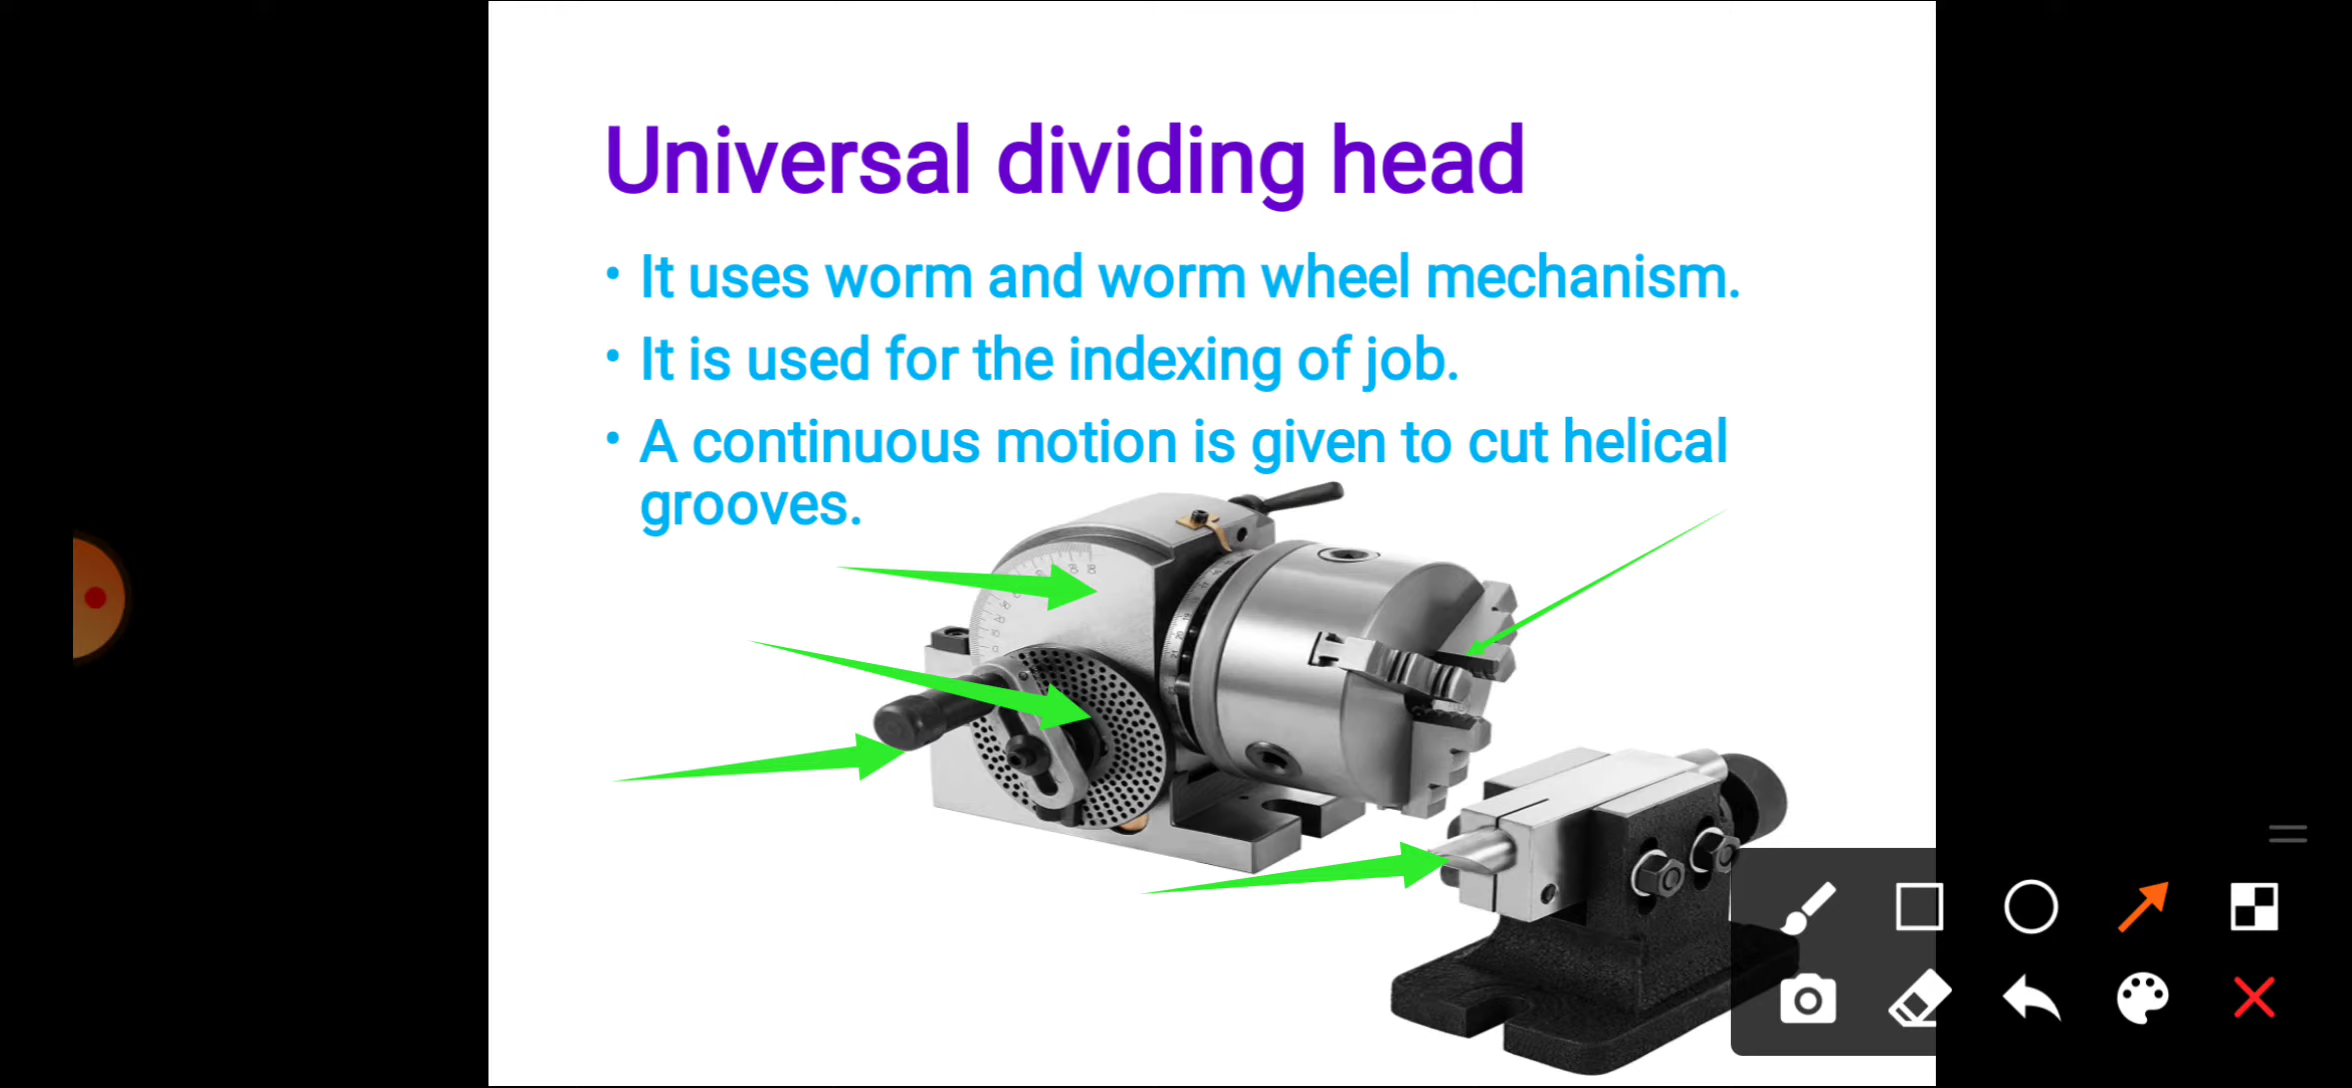 Universal dividing head
• It uses worm and worm wheel mechanism.
• It is used for the indexing of job.
• A continuous motion is given to cut helical
grooves.